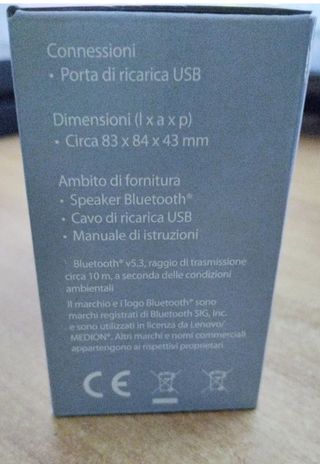 Connessioni
• Porta di ricarica USB
Dimensioni (l x a x p)
• Circa 83 x 84 x 43 mm
Ambito di fornitura
• Speaker Bluetooth®
• Cavo di ricarica USB
• Manuale di istruzioni
Bluetooth® v5.3, raggio di trasmissione
circa 10 m, a seconda delle condizioni
ambientali
Il marchio e i logo Bluetooth® sono
marchi registrati di Bluetooth SIG, Inc.
e sono utilizzati in licenza da Lenovo/
MEDION®. Altri marchi e nomi commerciali
appartengono ai rispettivi proprietari.
CE